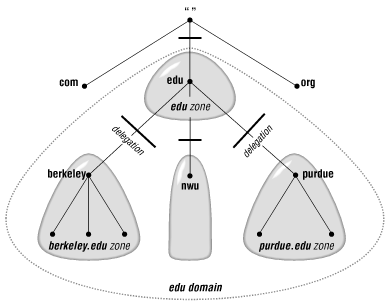 “ ”
com
edu
org
edu zone
delegation
delegation
berkeley
nwu
purdue
berkeley.edu zone
purdue.edu zone
edu domain